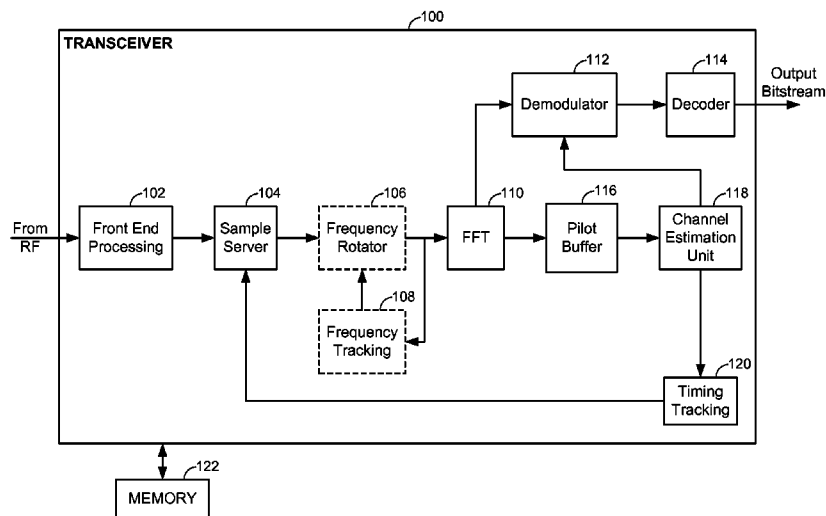 100
TRANSCEIVER
112
114
Output
Bitstream
Demodulator
Decoder
102
104
106
110
116
118
From
RF
Front End
Processing
Sample
Server
Frequency
Rotator
FFT
Pilot
Buffer
Channel
Estimation
Unit
108
Frequency
Tracking
120
Timing
Tracking
122
MEMORY